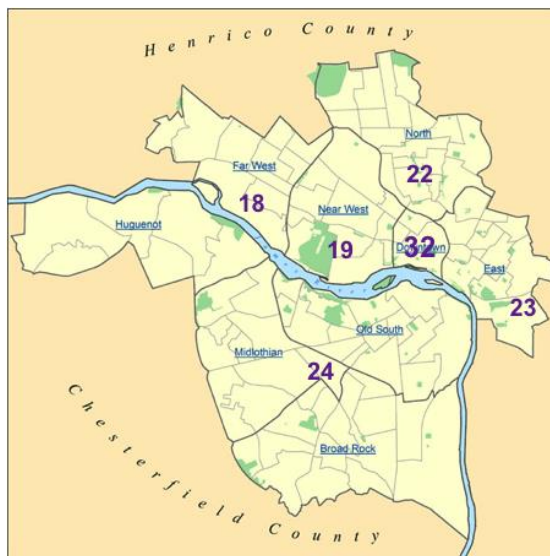 Henrico County
North
Far West
22
18
Near West
Huguenot
19
32
Downtown
East
23
Old South
Midlothian
24
Broad Rock
Chesterfield County